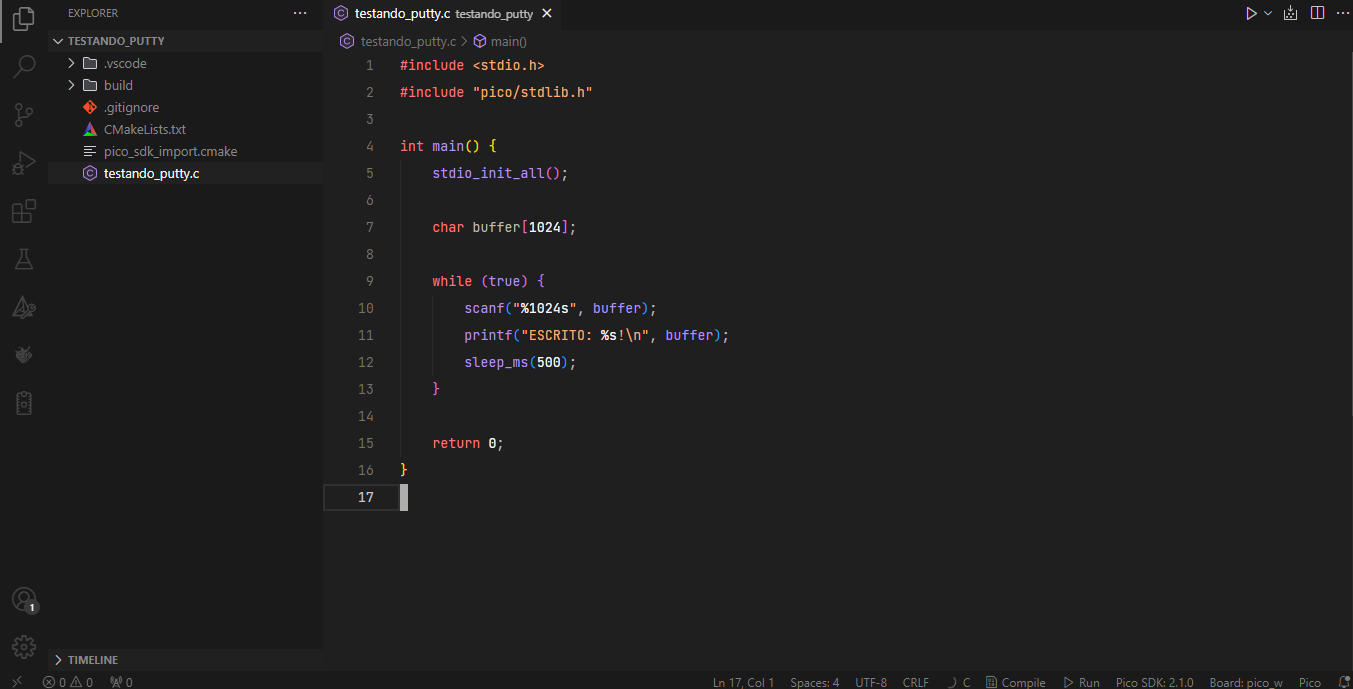 EXPLORER
TESTANDO_PUTTY
.vscode
build
.gitignore
CMakeLists.txt
pico_sdk_import.cmake
testando_putty.c
TIMELINE
testando_putty.c testando_putty
testando_putty.c > main()
1 #include <stdio.h>
2 #include "pico/stdlib.h"
3
4 int main() {
5 stdio_init_all();
6
7 char buffer[1024];
8
9 while (true) {
10 scanf("%1024s", buffer);
11 printf("ESCRITO: %s!\n", buffer);
12 sleep_ms(500);
13 }
14
15 return 0;
16 }
17
1
0 0 0 Ln 17, Col 1 Spaces: 4 UTF-8 CRLF C Compile Run Pico SDK: 2.1.0 Board: pico_w Pico